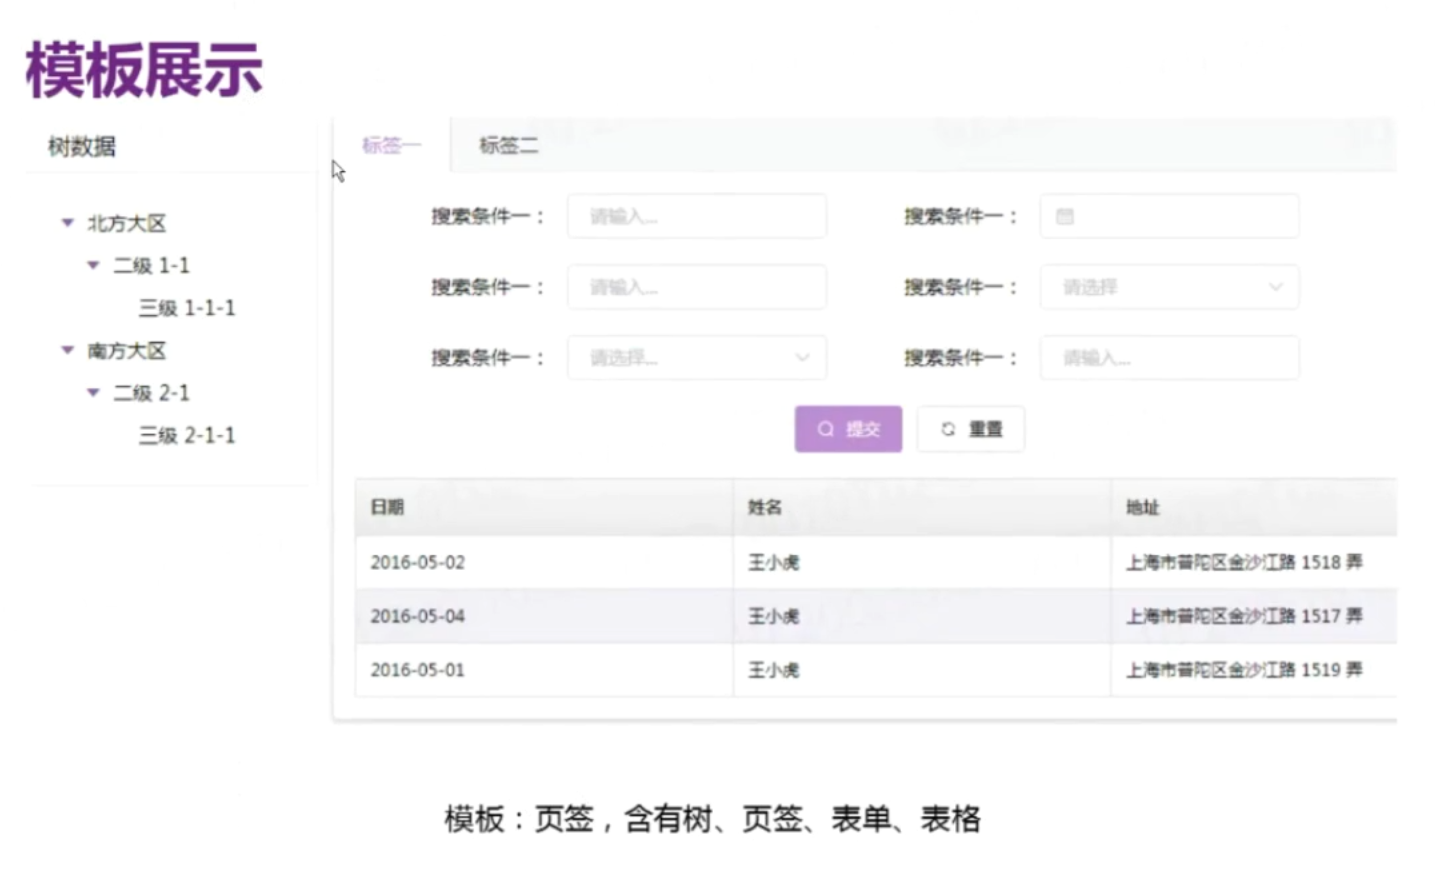 模板展示
树数据
北方大区
二级 1-1
三级 1-1-1
南方大区
二级 2-1
三级 2-1-1
标签一 标签二
搜索条件一： 请输入... 搜索条件一：
搜索条件一： 请输入... 搜索条件一： 请选择
搜索条件一： 请选择... 搜索条件一： 请输入...
提交 重置
日期 姓名 地址
2016-05-02 王小虎 上海市普陀区金沙江路 1518 弄
2016-05-04 王小虎 上海市普陀区金沙江路 1517 弄
2016-05-01 王小虎 上海市普陀区金沙江路 1519 弄
模板：页签，含有树、页签、表单、表格